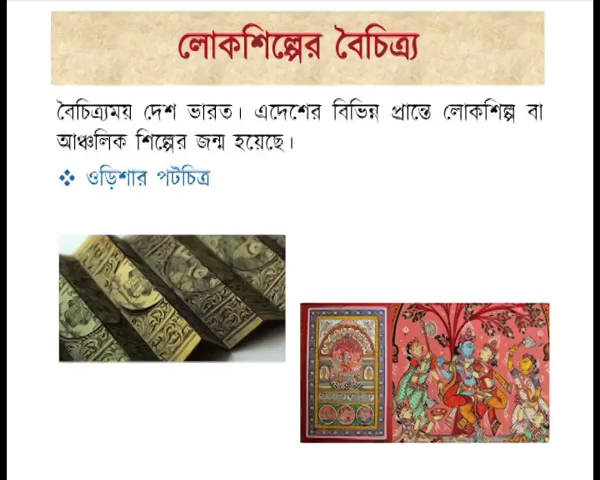 লোকশিল্পের বৈচিত্র্য
বৈচিত্র্যময় দেশ ভারত। এদেশের বিভিন্ন প্রান্তে লোকশিল্প বা
আঞ্চলিক শিল্পের জন্ম হয়েছে।
❖ ওড়িশার পটচিত্র